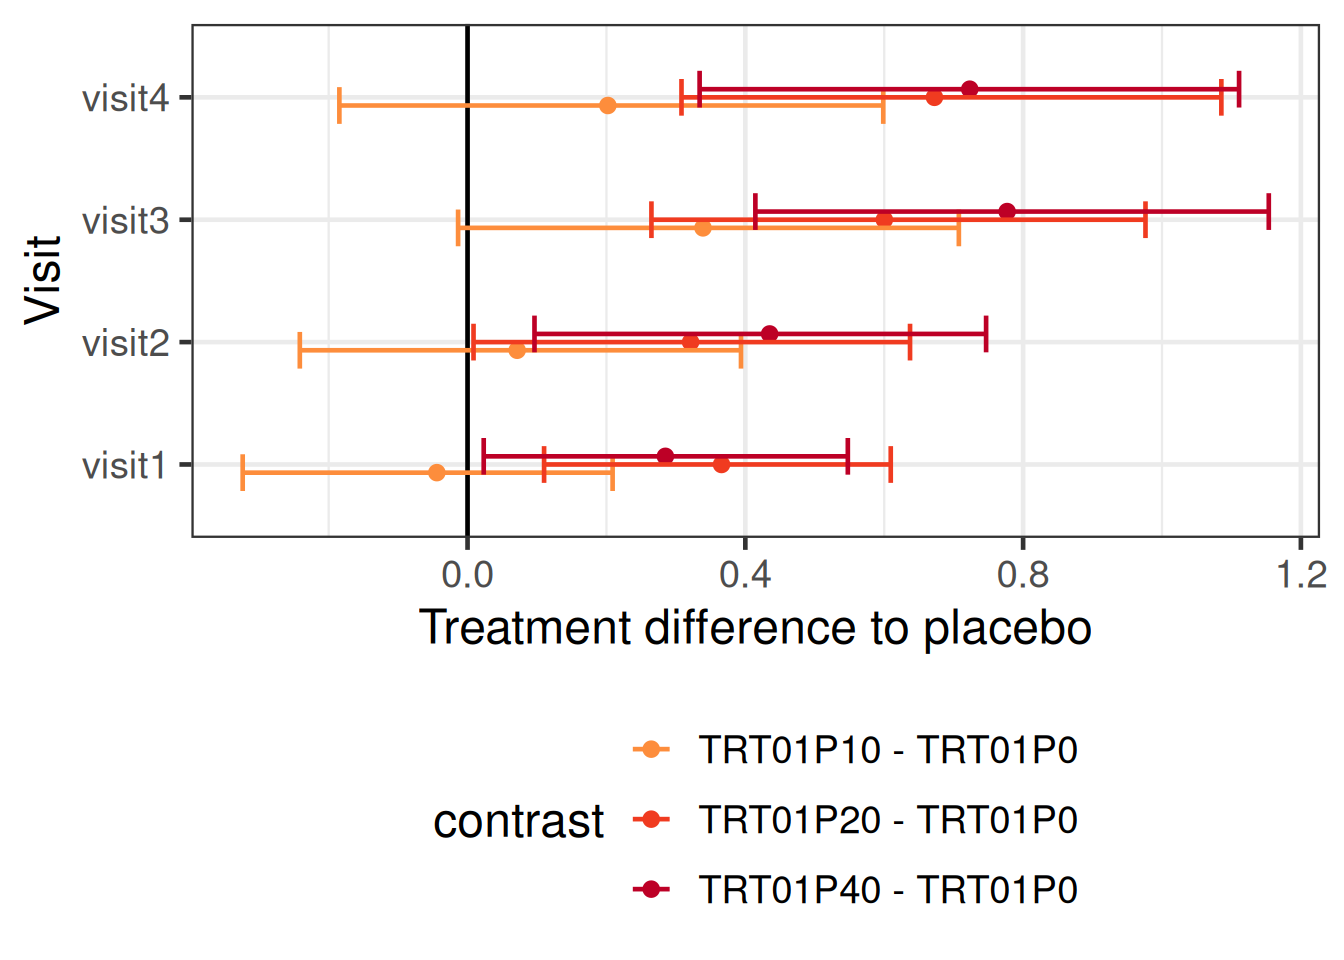 Visit
visit4
visit3
visit2
visit1
0.0 0.4 0.8 1.2
Treatment difference to placebo
contrast
TRT01P10 - TRT01P0
TRT01P20 - TRT01P0
TRT01P40 - TRT01P0